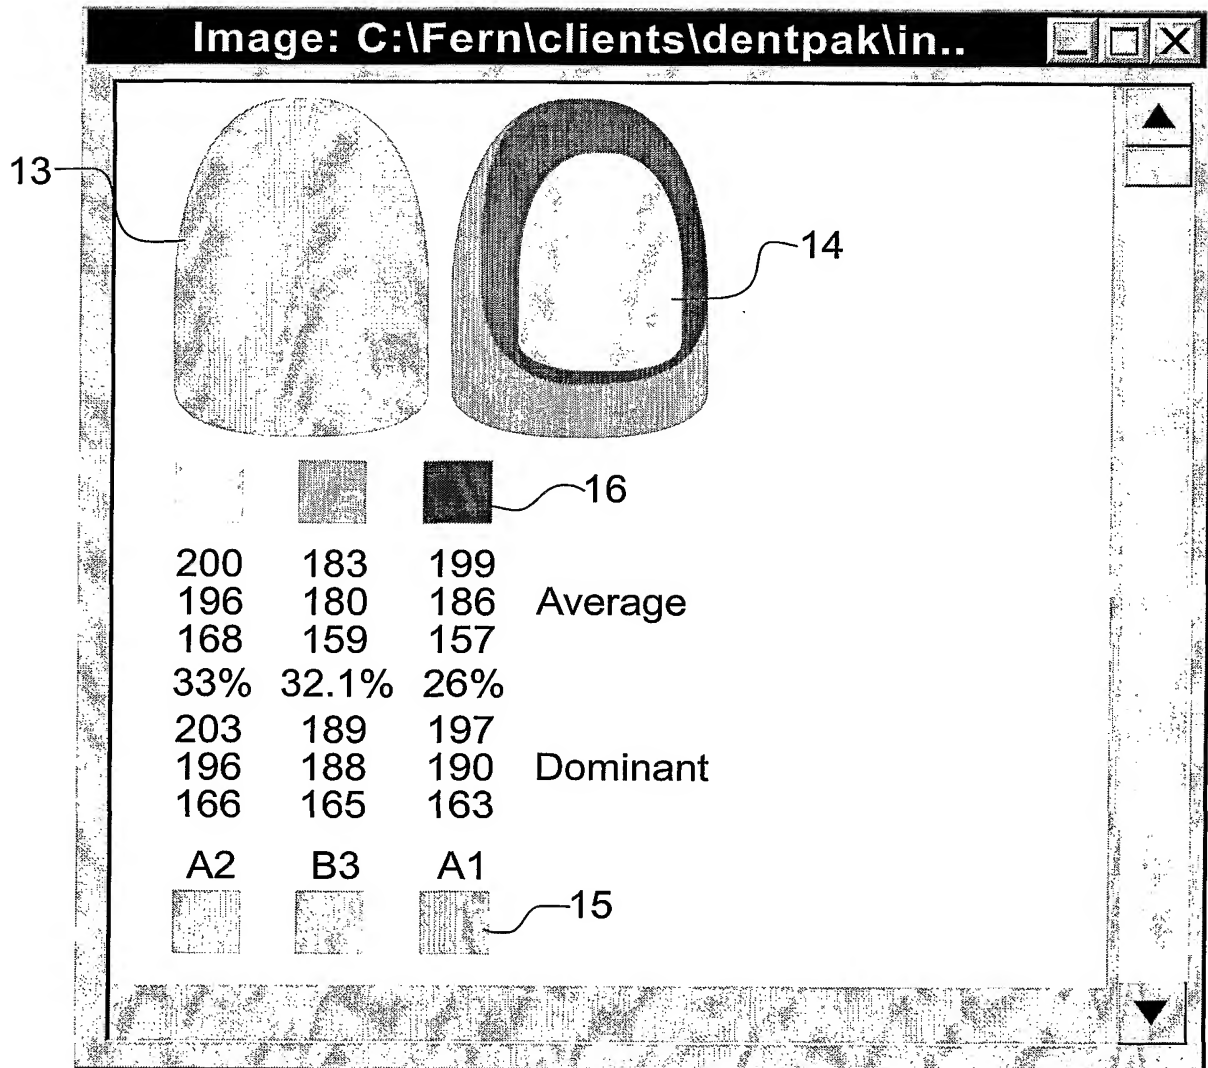 Image: C:\Fern\clients\dentpak\in..
13
14
16
200 183 199
196 180 186 Average
168 159 157
33% 32.1% 26%
203 189 197
196 188 190 Dominant
166 165 163
A2 B3 A1
15